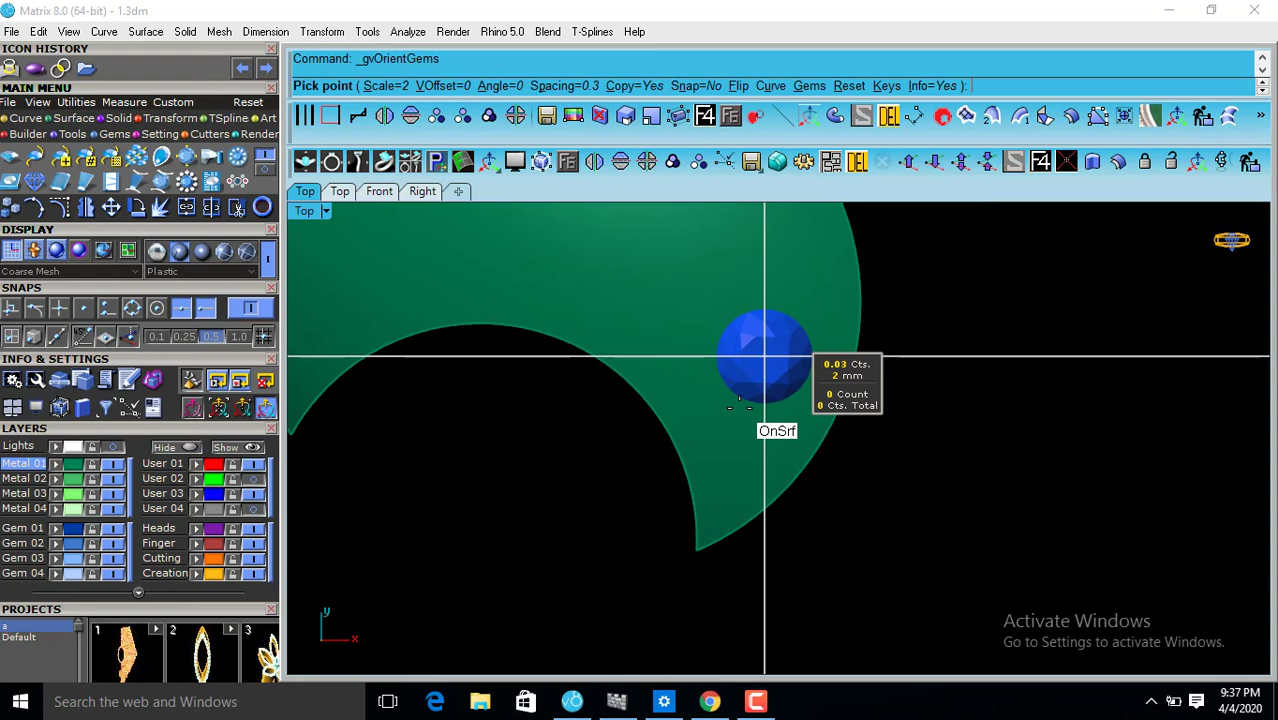 Matrix 8.0 (64-bit) - 1.3dm
File Edit View Curve Surface Solid Mesh Dimension Transform Tools Analyze Render Rhino 5.0 Blend T-Splines Help
ICON HISTORY
Command: _gvOrientGems
Pick point ( Scale=2 VOffset=0 Angle=0 Spacing=0.3 Copy=Yes Snap=No Flip Curve Gems Reset Keys Info=Yes ):
MAIN MENU
File View Utilities Measure Custom Reset
Curve Surface Solid Transform TSpline Art
Builder Tools Gems Setting Cutters Render
F4
F4
DEL
DEL
Top Top Front Right
Top
DISPLAY
Coarse Mesh Plastic
SNAPS
0.1 0.25 0.5 1.0
INFO & SETTINGS
LAYERS
Lights Hide Show
Metal 01 User 01
Metal 02 User 02
Metal 03 User 03
Metal 04 User 04
Gem 01 Heads
Gem 02 Finger
Gem 03 Cutting
Gem 04 Creation
PROJECTS
a
Default
1 2 3
0.03 Cts.
2 mm
0 Count
0 Cts. Total
OnSrf
y
x
Activate Windows
Go to Settings to activate Windows.
Search the web and Windows
9:37 PM
4/4/2020